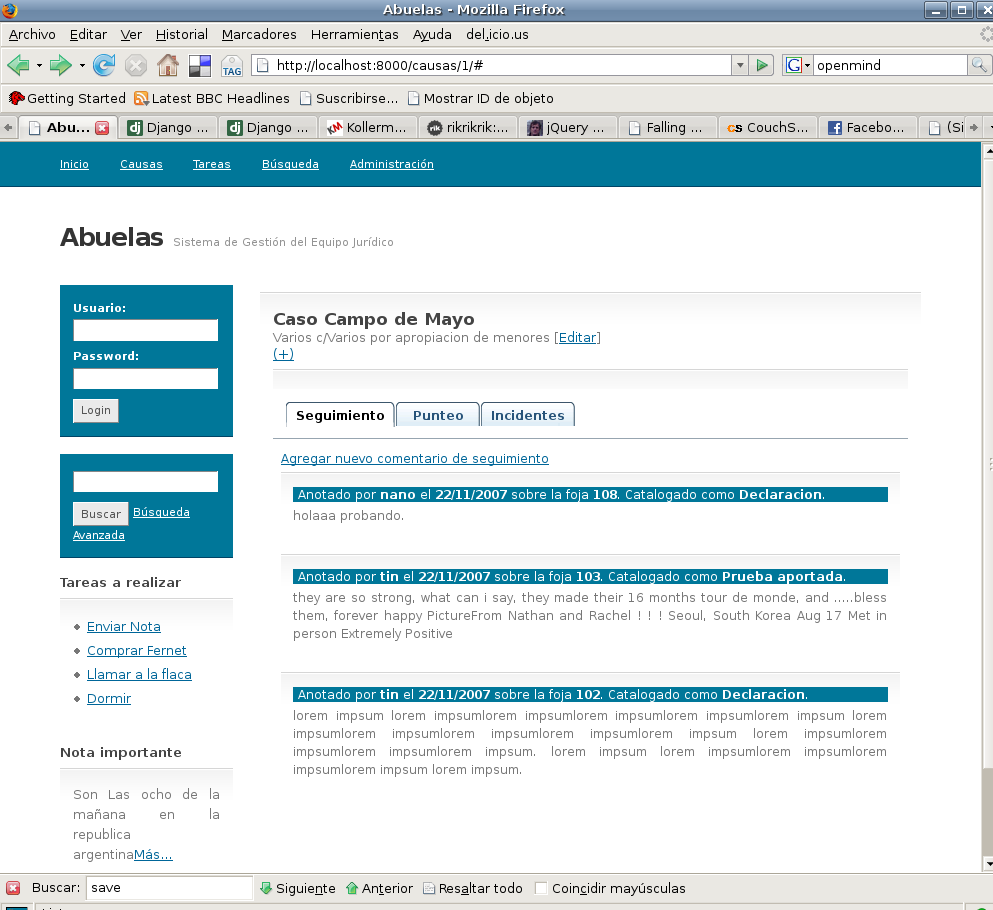 Abuelas - Mozilla Firefox
Archivo Editar Ver Historial Marcadores Herramientas Ayuda del.icio.us
TAG http://localhost:8000/causas/1/# G openmind
Getting Started Latest BBC Headlines Suscribirse... Mostrar ID de objeto
Abu... dj Django ... dj Django ... KM Kollerm... rik rikrikrik:... jQuery ... Falling ... cs CouchS... Facebo... (Si
Inicio Causas Tareas Búsqueda Administración
Abuelas Sistema de Gestión del Equipo Jurídico
Usuario:
Password:
Login
Buscar Búsqueda
Avanzada
Tareas a realizar
Enviar Nota
Comprar Fernet
Llamar a la flaca
Dormir
Nota importante
Son Las ocho de la
mañana en la
republica
argentinaMás...
Caso Campo de Mayo
Varios c/Varios por apropiacion de menores [Editar]
(+)
Seguimiento Punteo Incidentes
Agregar nuevo comentario de seguimiento
Anotado por nano el 22/11/2007 sobre la foja 108. Catalogado como Declaracion.
holaaa probando.
Anotado por tin el 22/11/2007 sobre la foja 103. Catalogado como Prueba aportada.
they are so strong, what can i say, they made their 16 months tour de monde, and .....bless
them, forever happy PictureFrom Nathan and Rachel ! ! ! Seoul, South Korea Aug 17 Met in
person Extremely Positive
Anotado por tin el 22/11/2007 sobre la foja 102. Catalogado como Declaracion.
lorem impsum lorem impsumlorem impsumlorem impsumlorem impsumlorem impsum lorem
impsumlorem impsumlorem impsumlorem impsumlorem impsum lorem impsumlorem
impsumlorem impsumlorem impsum. lorem impsum lorem impsumlorem impsumlorem
impsumlorem impsum lorem impsum.
Buscar: save Siguiente Anterior Resaltar todo Coincidir mayúsculas